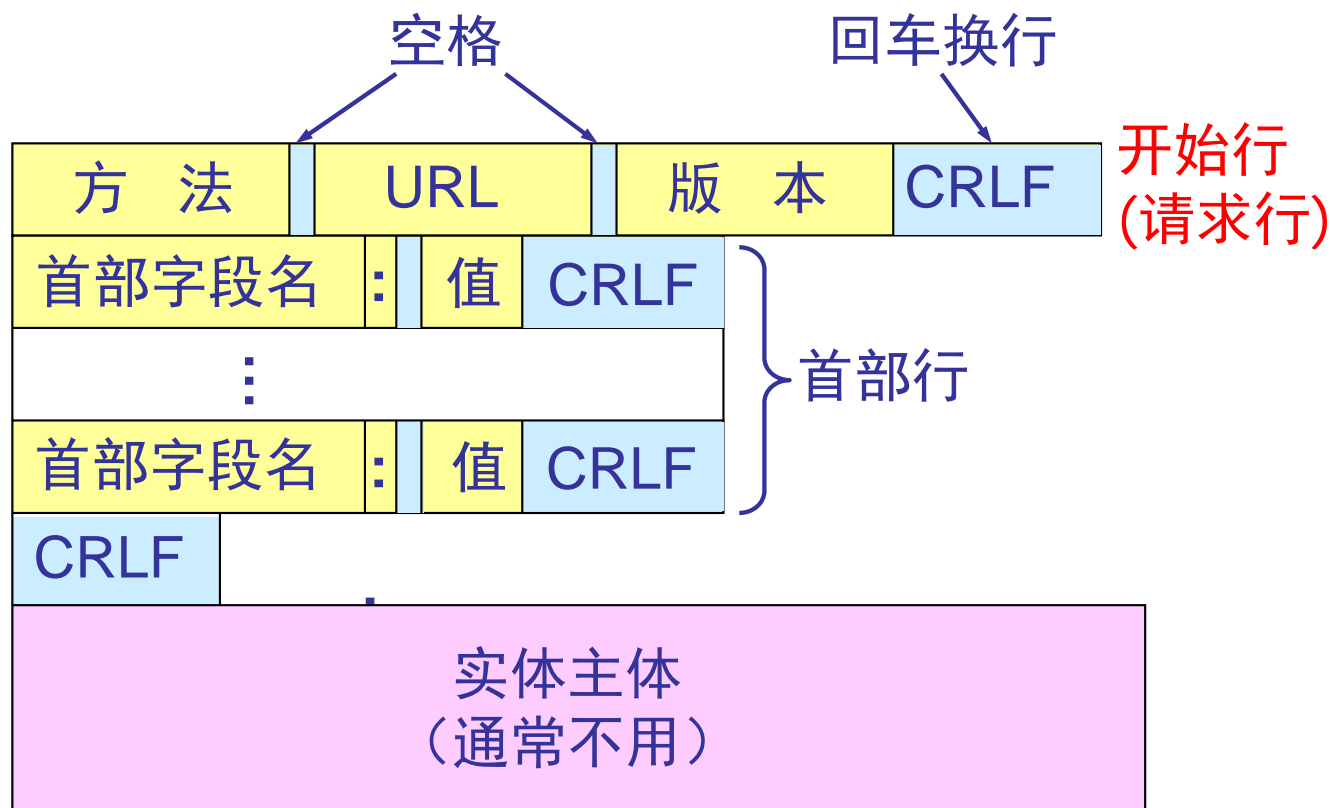 空格 回车换行
方 法 URL 版 本 CRLF 开始行
(请求行)
首部字段名 : 值 CRLF
⋮ 首部行
首部字段名 : 值 CRLF
CRLF
实体主体
（通常不用）